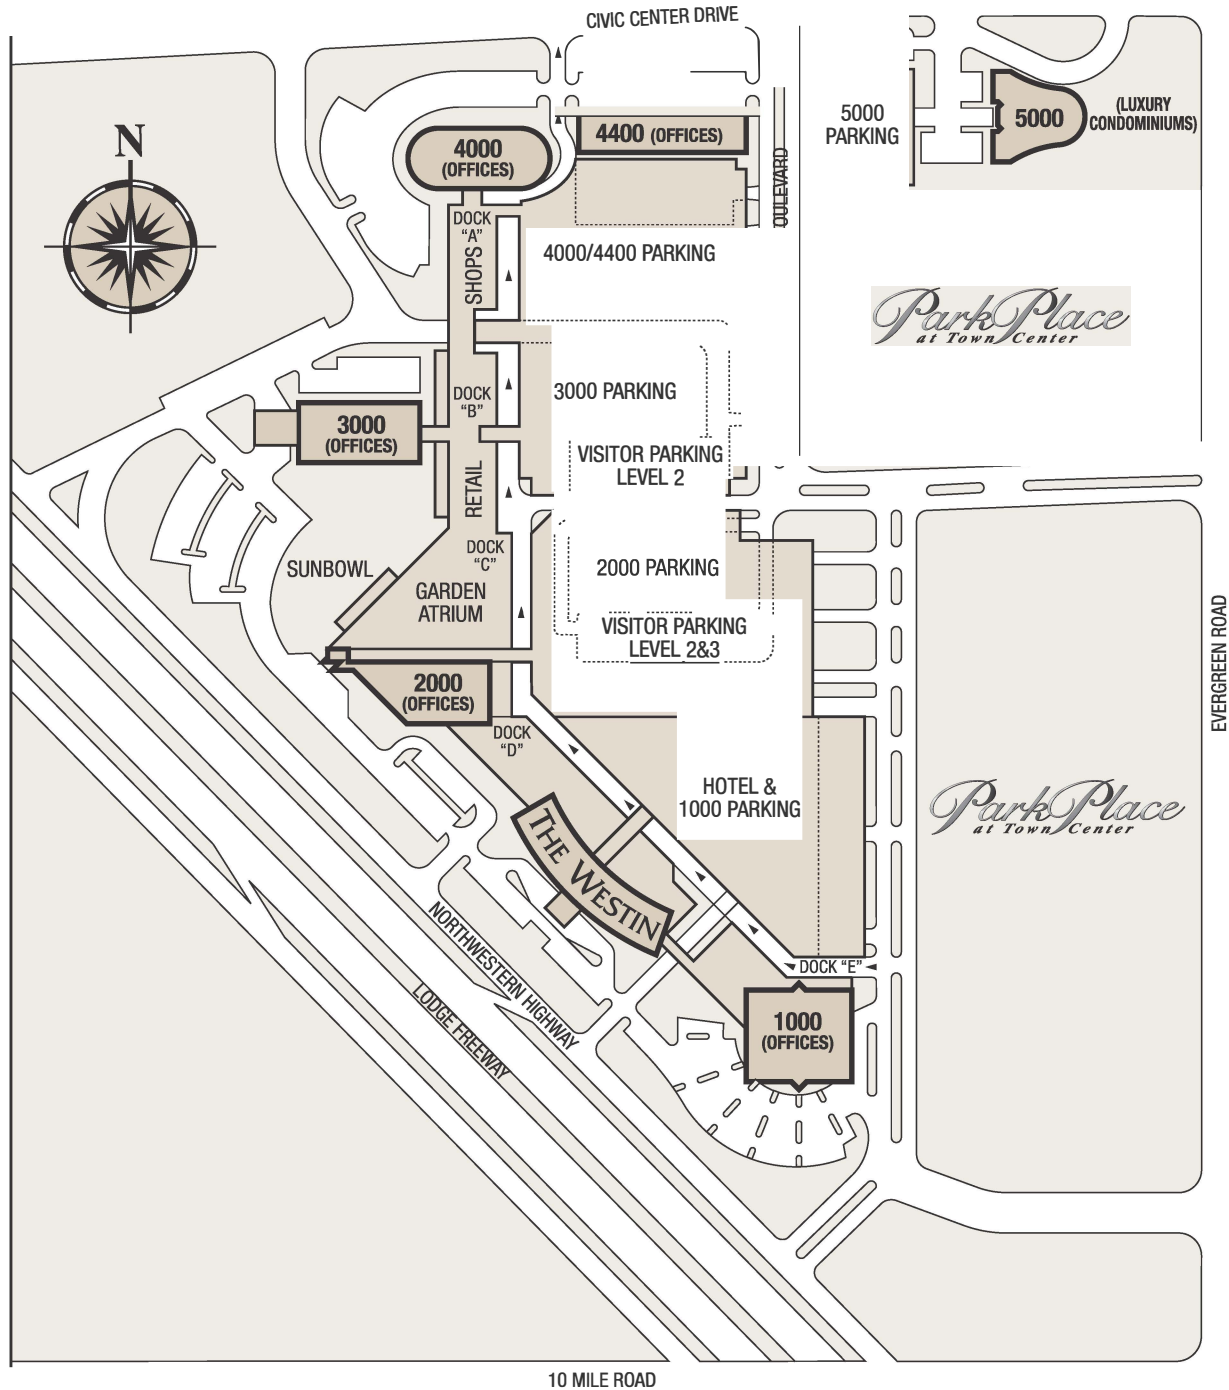 CIVIC CENTER DRIVE
N
4000
(OFFICES)
4400 (OFFICES)
5000
PARKING
5000
(LUXURY
CONDOMINIUMS)
OULEVARD
DOCK
"A"
SHOPS
4000/4400 PARKING
Park Place
at Town Center
DOCK
"B"
3000 PARKING
3000
(OFFICES)
VISITOR PARKING
LEVEL 2
RETAIL
DOCK
"C"
SUNBOWL
GARDEN
ATRIUM
2000 PARKING
VISITOR PARKING
LEVEL 2&3
EVERGREEN ROAD
2000
(OFFICES)
DOCK
"D"
HOTEL &
1000 PARKING
Park Place
at Town Center
THE WESTIN
NORTHWESTERN HIGHWAY
LODGE FREEWAY
DOCK "E"
1000
(OFFICES)
10 MILE ROAD